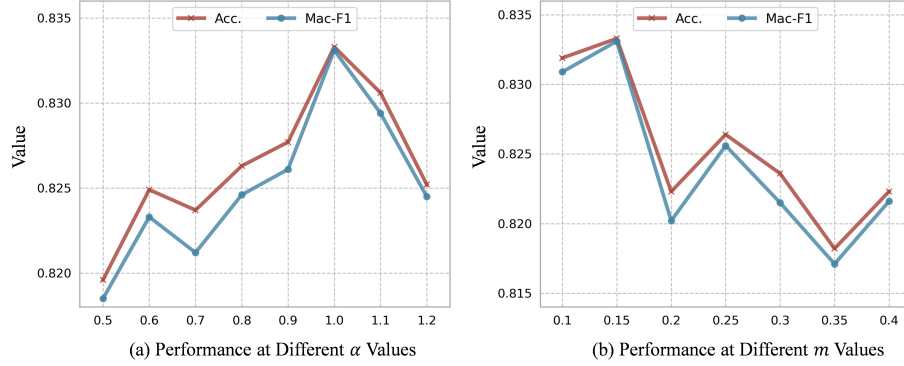 Acc. Mac-F1
0.835
0.830
0.825
0.820
Value
0.5 0.6 0.7 0.8 0.9 1.0 1.1 1.2
(a) Performance at Different α Values
Acc. Mac-F1
0.835
0.830
0.825
0.820
0.815
Value
0.1 0.15 0.2 0.25 0.3 0.35 0.4
(b) Performance at Different m Values